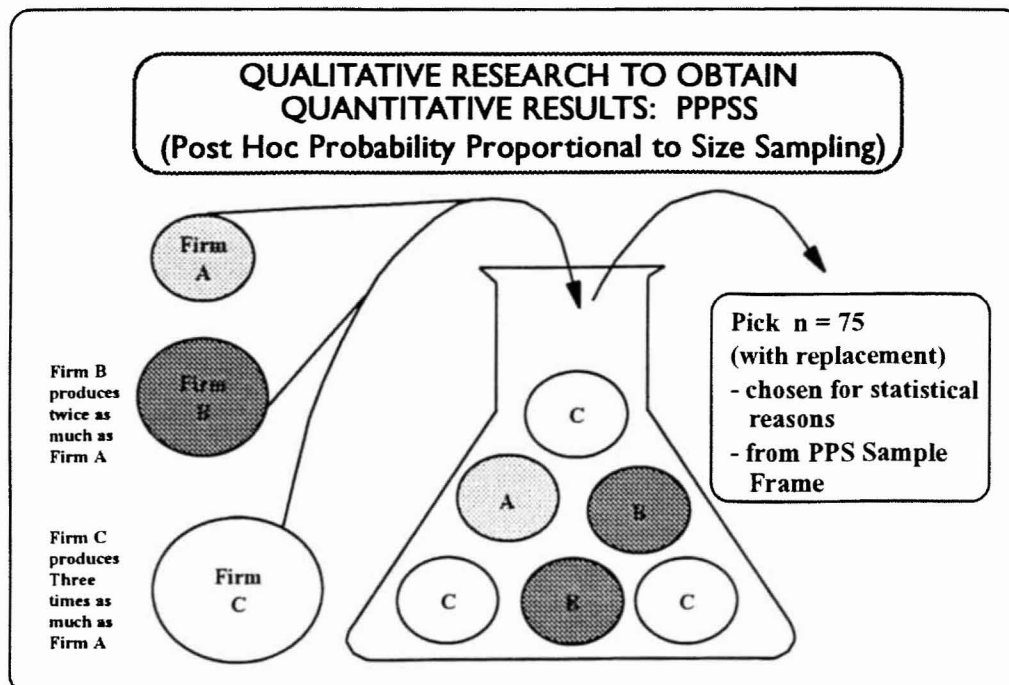 QUALITATIVE RESEARCH TO OBTAIN
QUANTITATIVE RESULTS: PPPSS
(Post Hoc Probability Proportional to Size Sampling)
Firm
A
Firm B
produces
twice as
much as
Firm A
Firm
B
Firm C
produces
Three
times as
much as
Firm A
Firm
C
C
A
B
C
B
C
Pick n = 75
(with replacement)
- chosen for statistical
reasons
- from PPS Sample
Frame